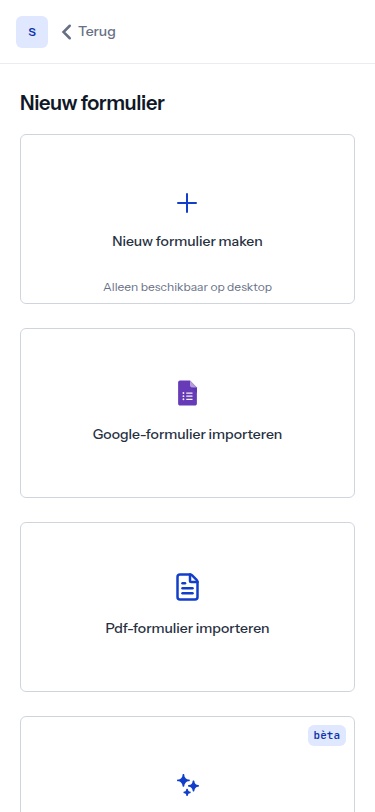 S
Terug
Nieuw formulier
Nieuw formulier maken
Alleen beschikbaar op desktop
Google-formulier importeren
Pdf-formulier importeren
bèta